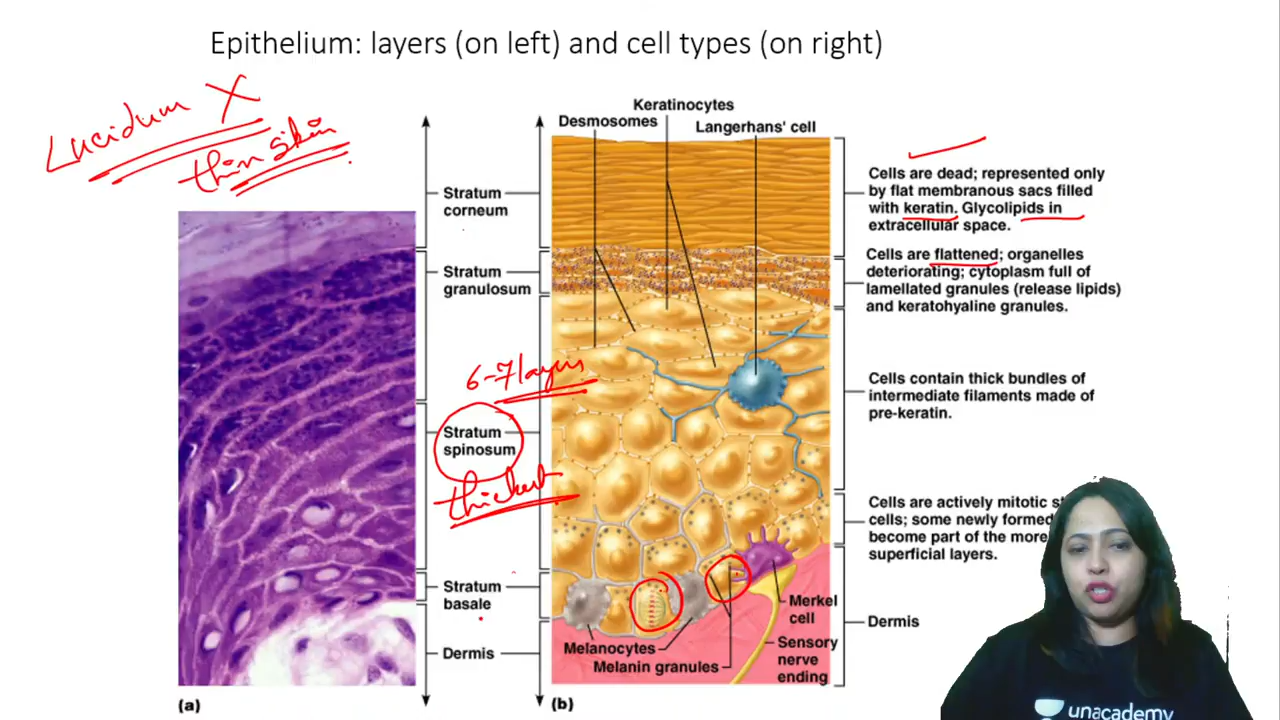 Epithelium: layers (on left) and cell types (on right)
Lucidum X
thin skin
Keratinocytes
Desmosomes
Langerhans' cell
Stratum
corneum
Stratum
granulosum
6-7 layers
Stratum
spinosum
thickest
Stratum
basale
Dermis
Cells are dead; represented only
by flat membranous sacs filled
with keratin. Glycolipids in
extracellular space.
Cells are flattened; organelles
deteriorating; cytoplasm full of
lamellated granules (release lipids)
and keratohyaline granules.
Cells contain thick bundles of
intermediate filaments made of
pre-keratin.
Cells are actively mitotic
cells; some newly formed
become part of the more
superficial layers.
Merkel
cell
Dermis
Melanocytes
Melanin granules
Sensory
nerve
ending
(a)
(b)
unacademy